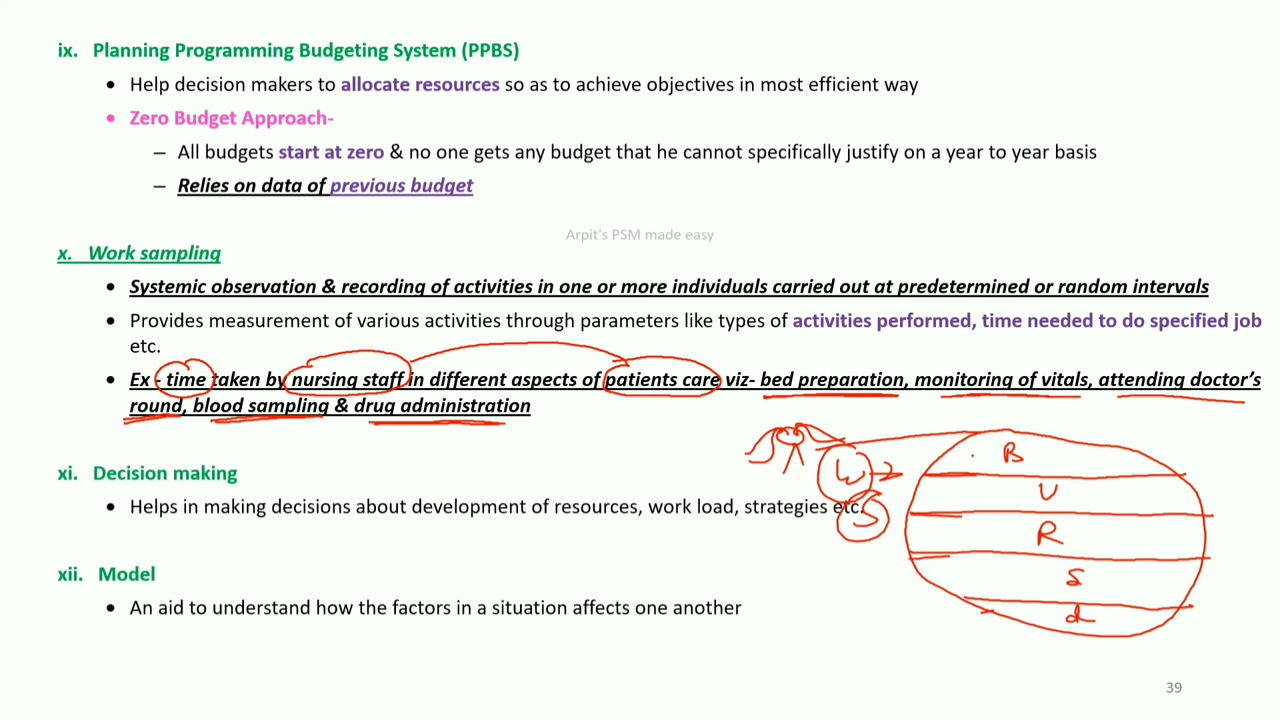 ix. Planning Programming Budgeting System (PPBS)
• Help decision makers to allocate resources so as to achieve objectives in most efficient way
• Zero Budget Approach-
– All budgets start at zero & no one gets any budget that he cannot specifically justify on a year to year basis
– Relies on data of previous budget
Arpit's PSM made easy
x. Work sampling
• Systemic observation & recording of activities in one or more individuals carried out at predetermined or random intervals
• Provides measurement of various activities through parameters like types of activities performed, time needed to do specified job
etc.
• Ex - time taken by nursing staff in different aspects of patients care viz- bed preparation, monitoring of vitals, attending doctor's
round, blood sampling & drug administration
B
W
V
xi. Decision making
• Helps in making decisions about development of resources, work load, strategies etc.
S
R
xii. Model
S
• An aid to understand how the factors in a situation affects one another
d
39